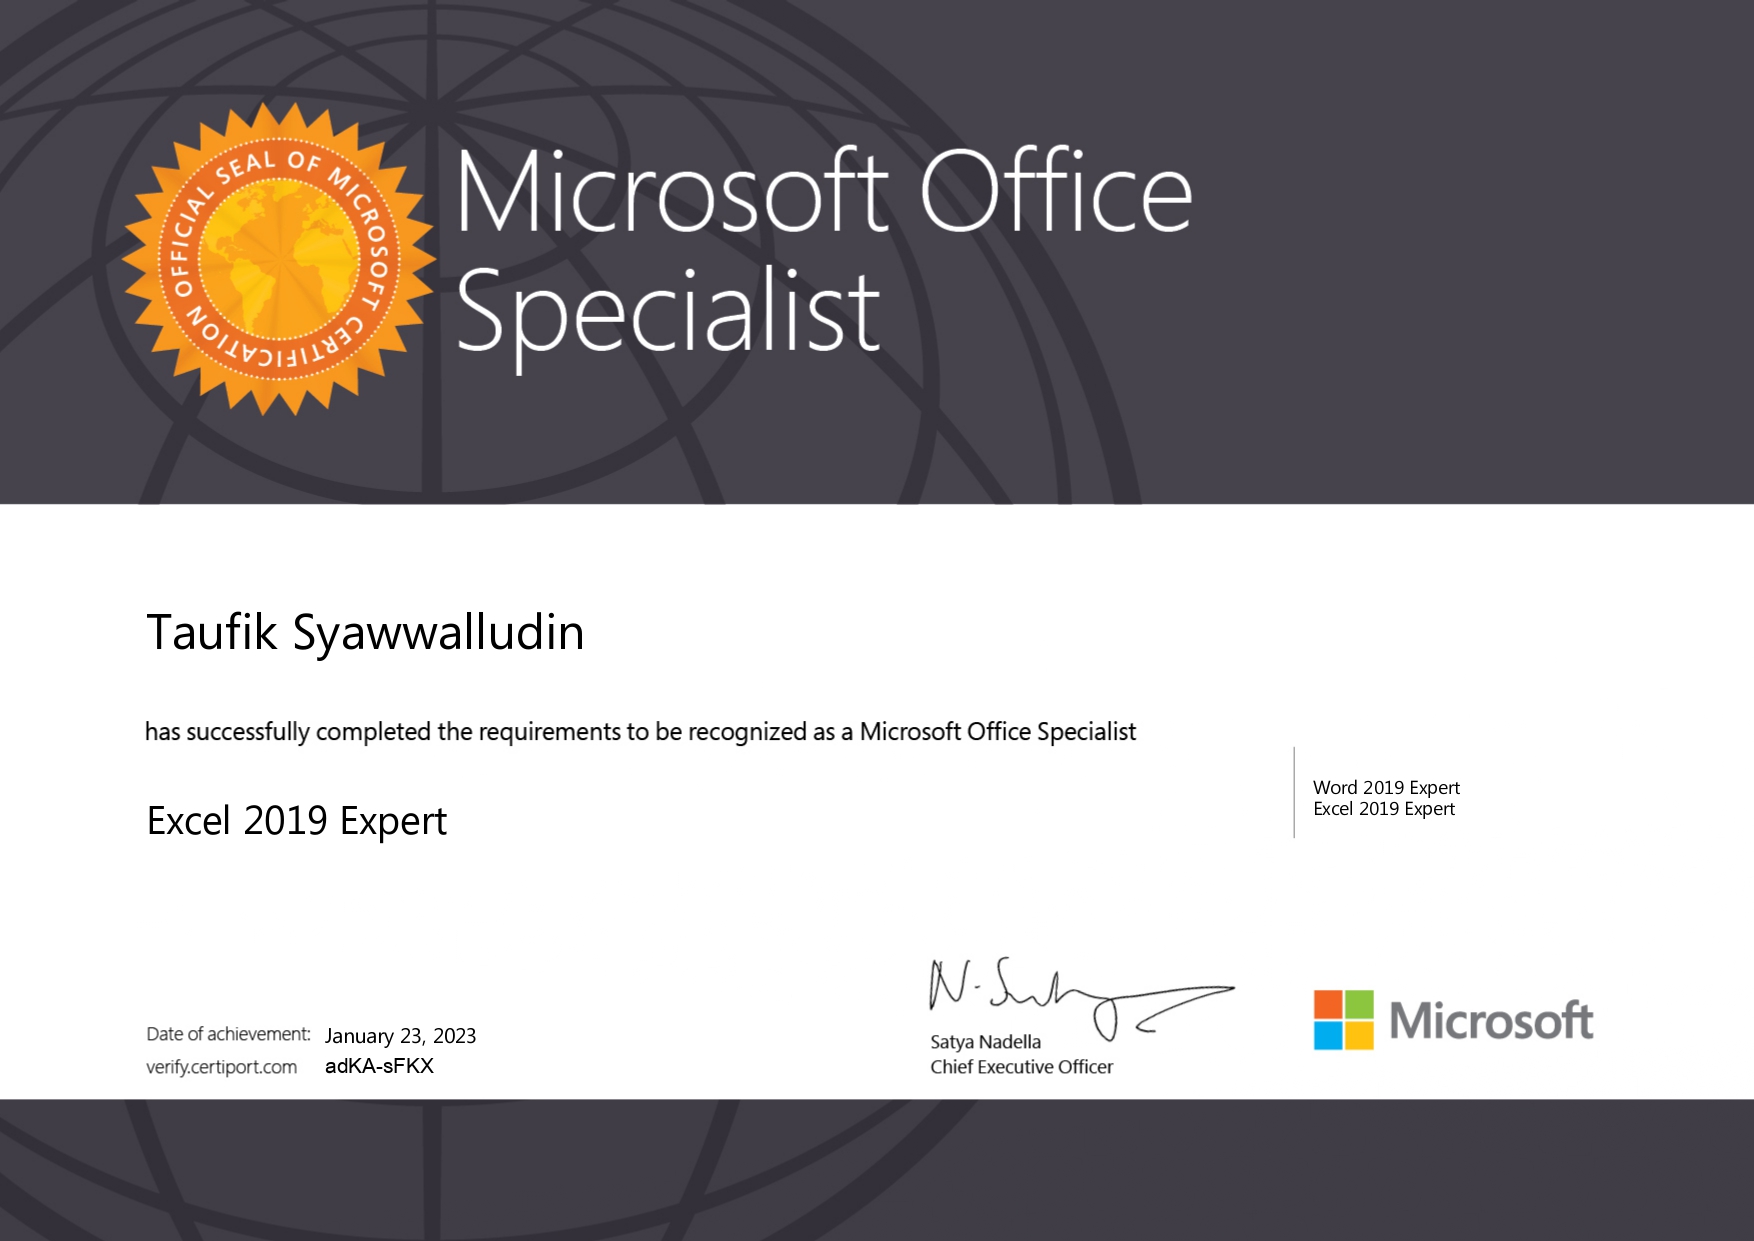 OFFICIAL SEAL OF MICROSOFT CERTIFICATION
Microsoft Office
Specialist
Taufik Syawwalludin
has successfully completed the requirements to be recognized as a Microsoft Office Specialist
Excel 2019 Expert
Word 2019 Expert
Excel 2019 Expert
Date of achievement: January 23, 2023
verify.certiport.com adKA-sFKX
Satya Nadella
Chief Executive Officer
Microsoft